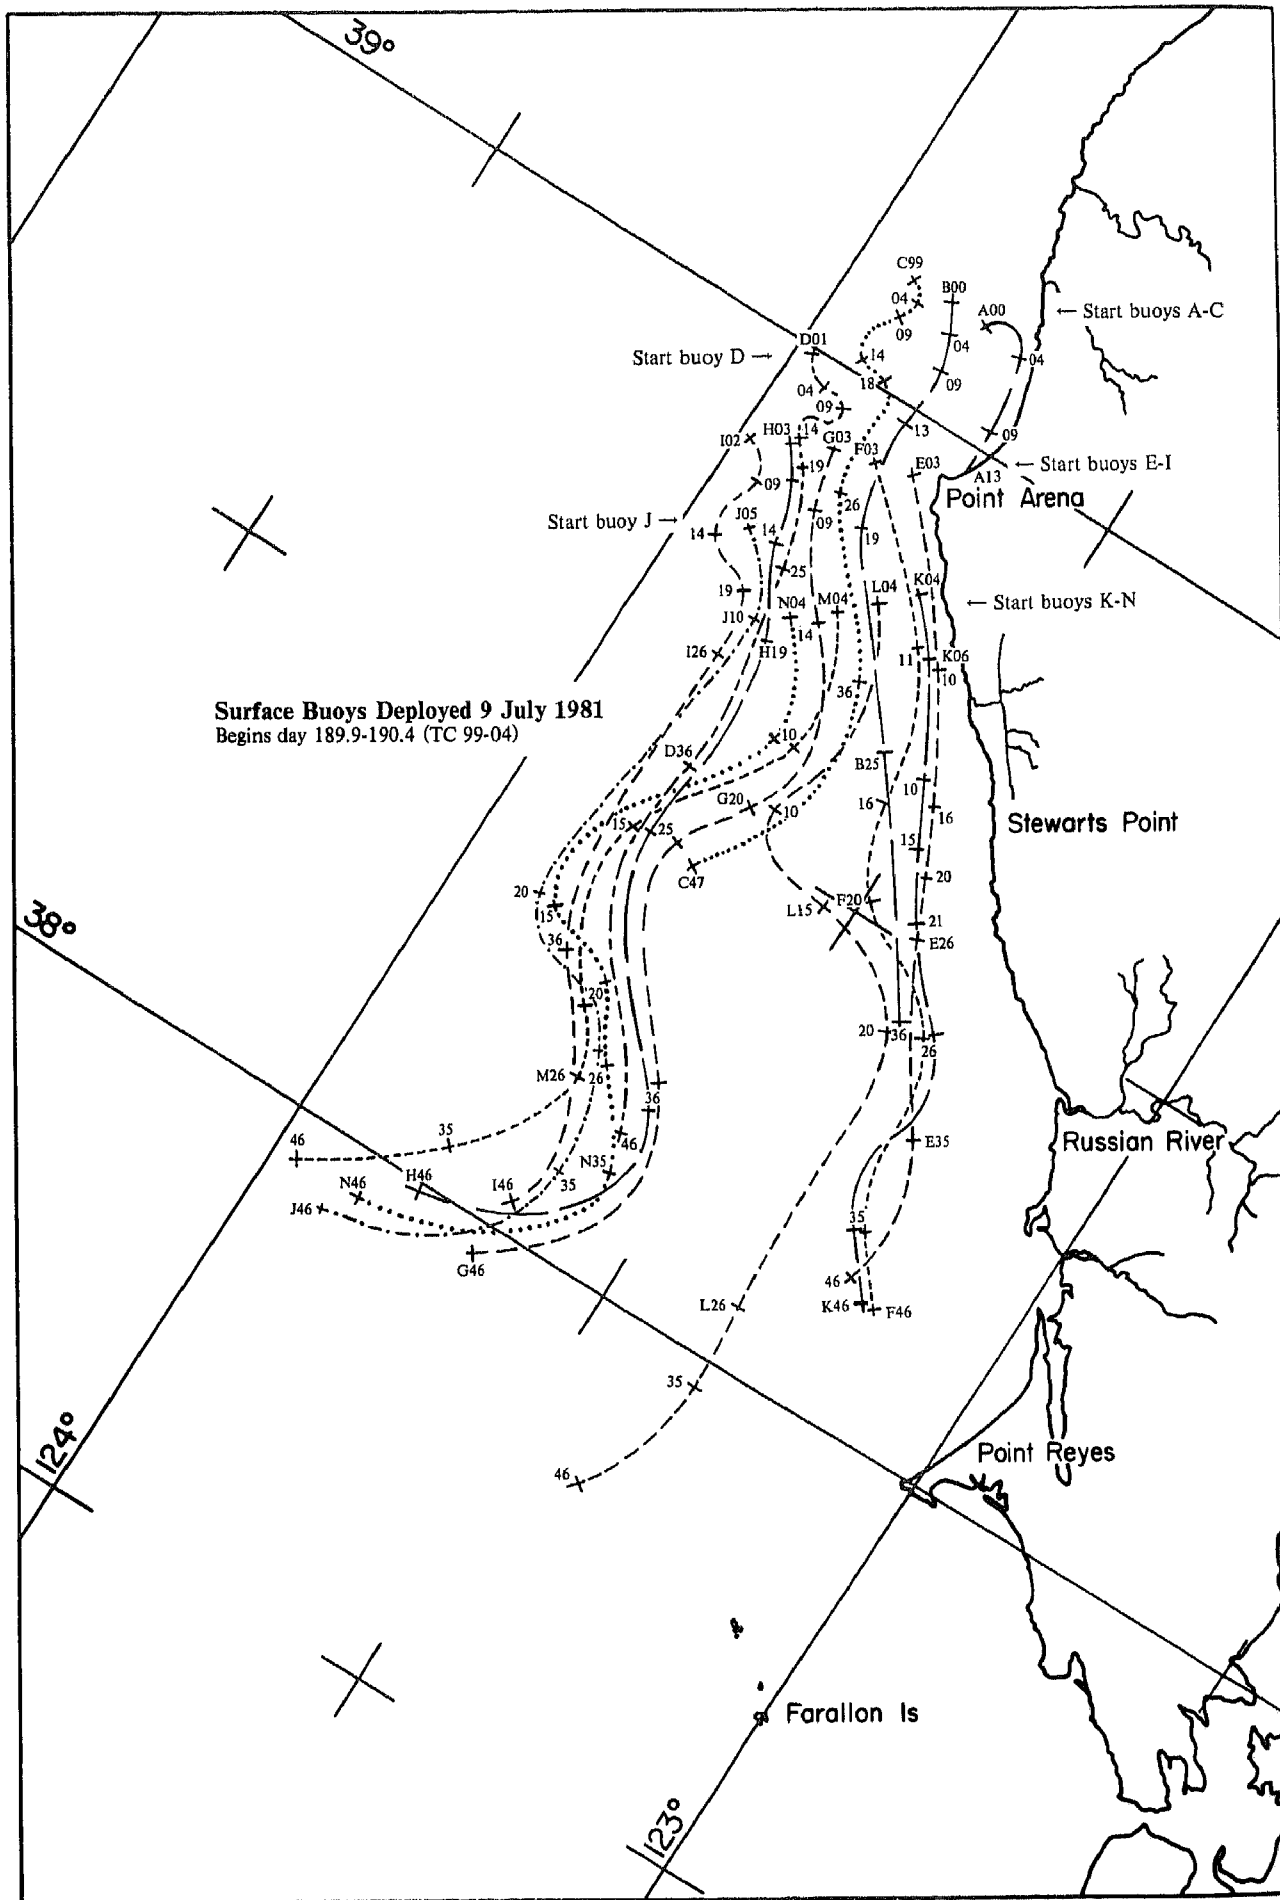 39°
C99
B00
04
A00
← Start buoys A-C
09
D01
04
Start buoy D →
14
04
18
09
04
09
H03
14
G03
13
09
I02
F03
← Start buoys E-I
19
E03
A13
09
Point Arena
26
J05
09
Start buoy J →
14
14
19
25
K04
19
N04
M04
L04
← Start buoys K-N
J10
14
H19
I26
11
K06
10
36
Surface Buoys Deployed 9 July 1981
Begins day 189.9-190.4 (TC 99-04)
10
D36
B25
10
G20
10
16
16
15
25
Stewarts Point
15
C47
20
20
15
L15
F20
38°
21
36
E26
20
20
36
26
M26
26
36
46
35
46
E35
Russian River
N35
H46
35
N46
I46
J46
35
G46
46
L26
K46
F46
35
124°
Point Reyes
46
Farallon Is
123°